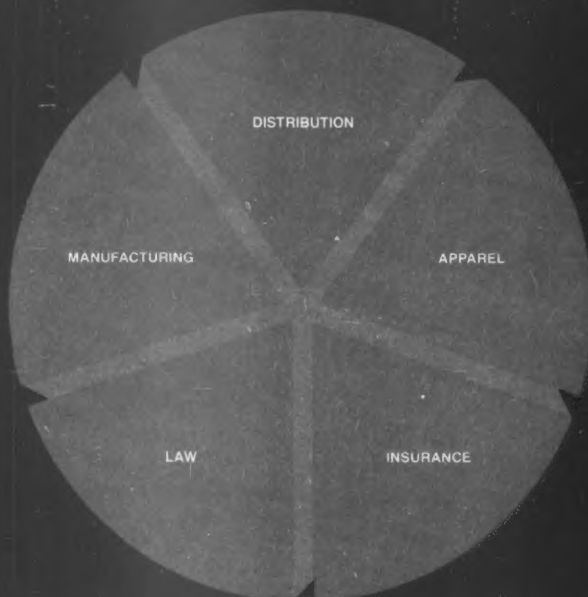 DISTRIBUTION
MANUFACTURING
APPAREL
LAW
INSURANCE